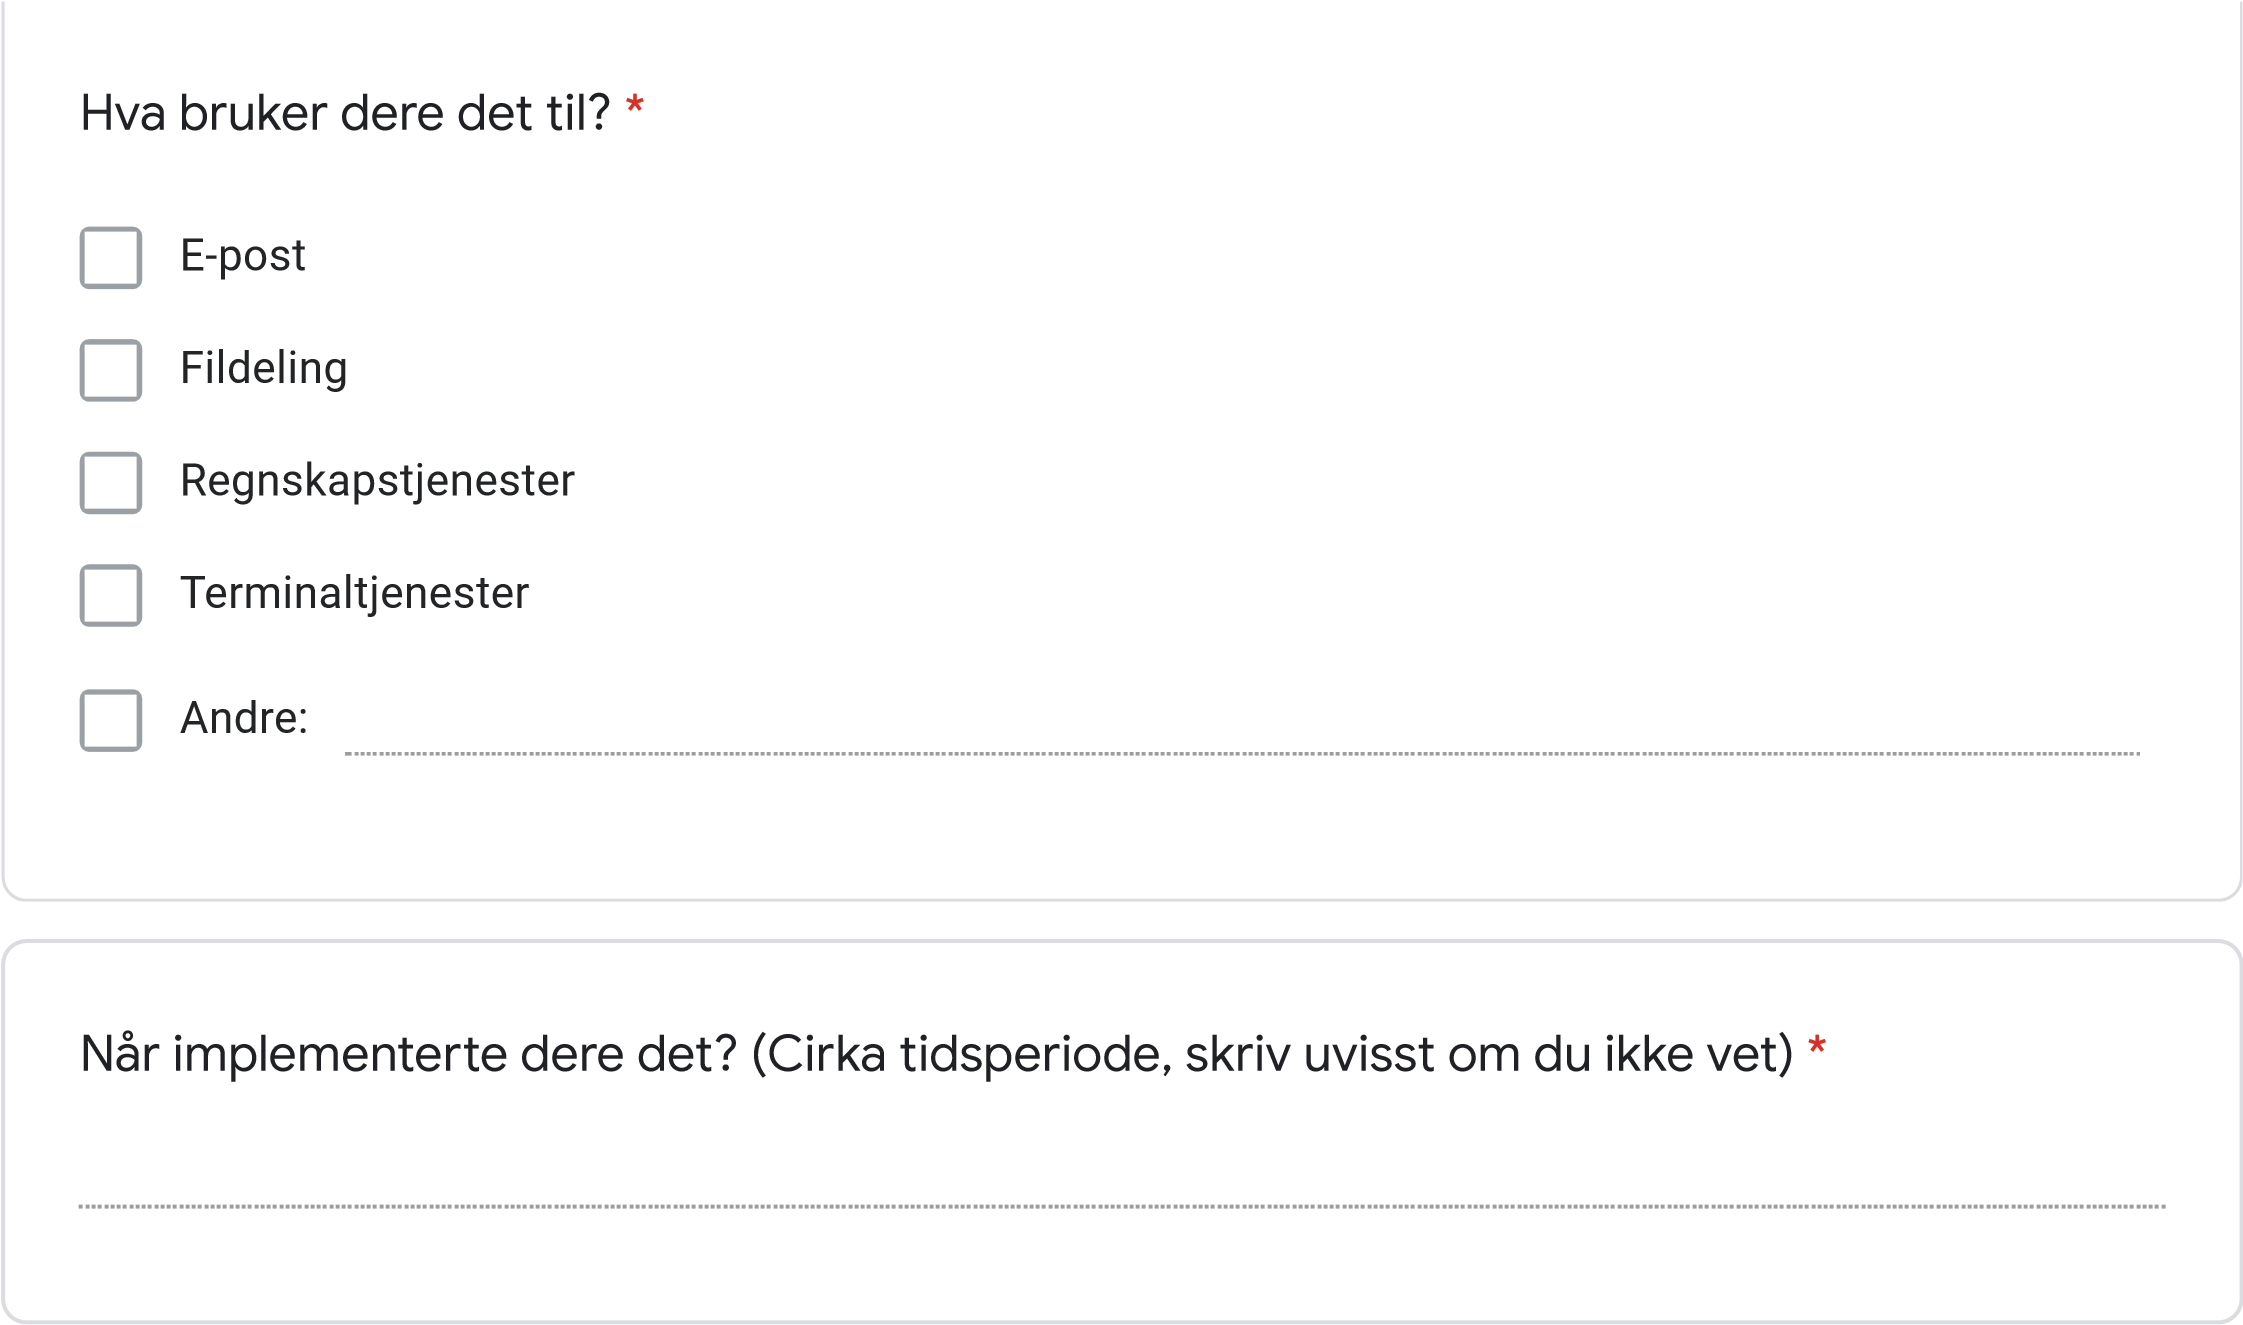 Hva bruker dere det til? *
E-post
Fildeling
Regnskapstjenester
Terminaltjenester
Andre:
Når implementerte dere det? (Cirka tidsperiode, skriv uvisst om du ikke vet) *